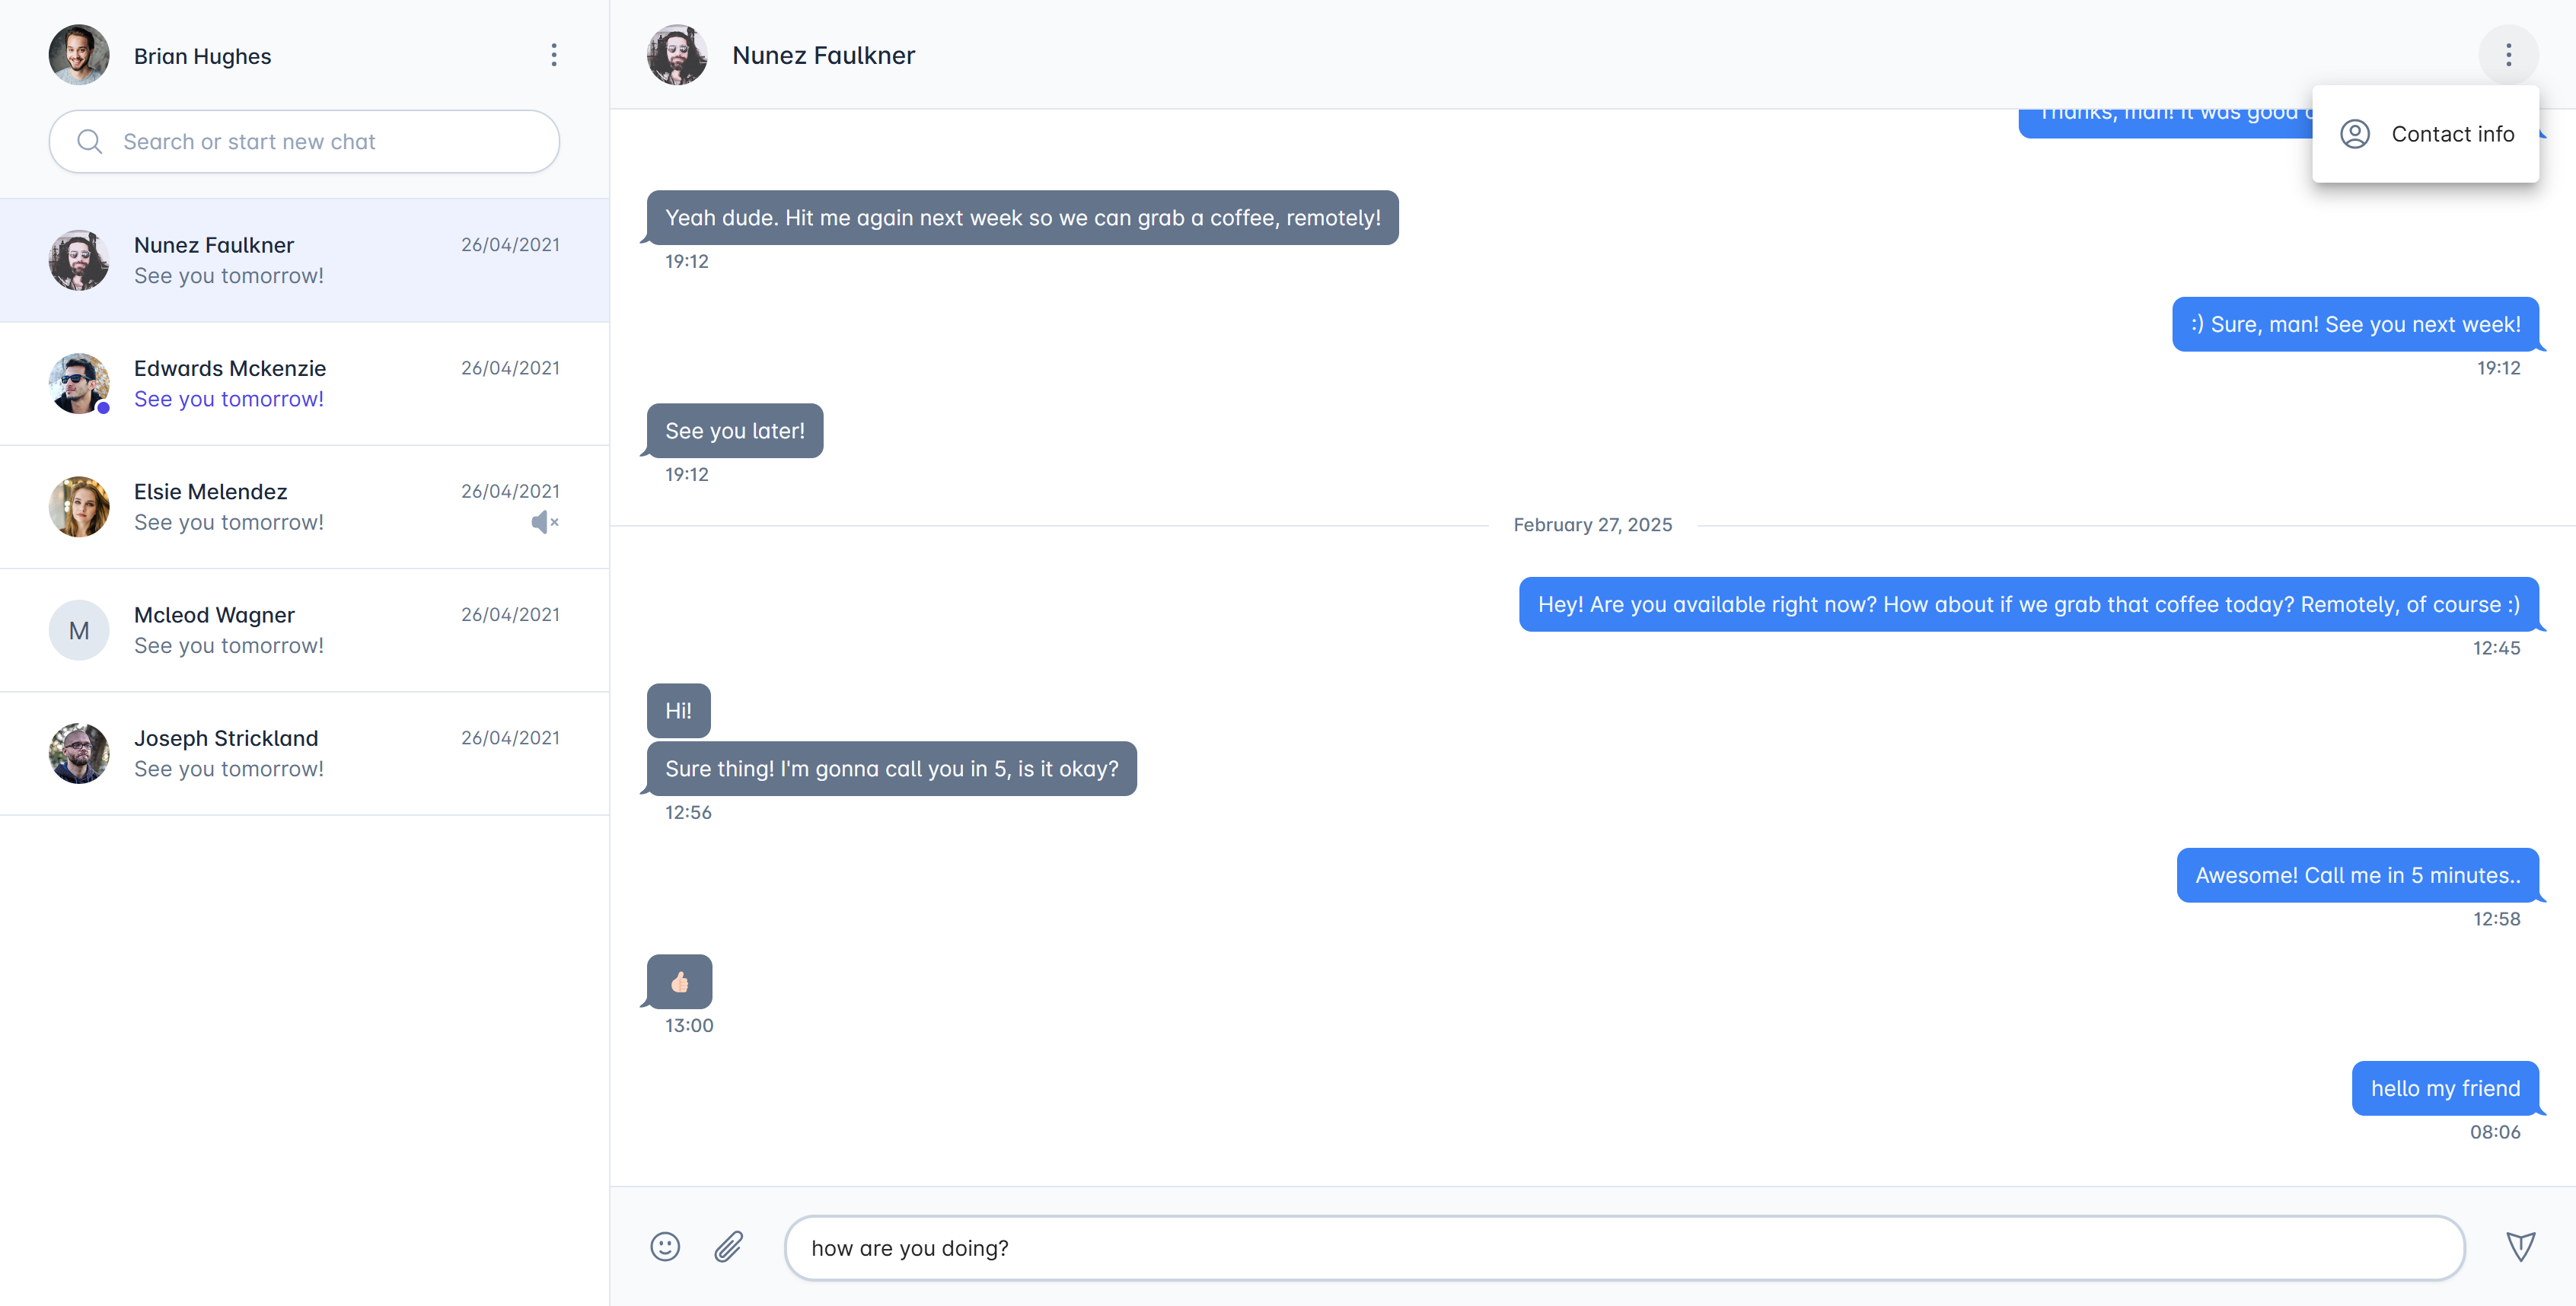 Brian Hughes
Search or start new chat
Nunez Faulkner
26/04/2021
See you tomorrow!
Edwards Mckenzie
26/04/2021
See you tomorrow!
Elsie Melendez
26/04/2021
See you tomorrow!
M
Mcleod Wagner
26/04/2021
See you tomorrow!
Joseph Strickland
26/04/2021
See you tomorrow!
Nunez Faulkner
Contact info
Thanks, man! It was good
Yeah dude. Hit me again next week so we can grab a coffee, remotely!
19:12
:) Sure, man! See you next week!
19:12
See you later!
19:12
February 27, 2025
Hey! Are you available right now? How about if we grab that coffee today? Remotely, of course :)
12:45
Hi!
Sure thing! I'm gonna call you in 5, is it okay?
12:56
Awesome! Call me in 5 minutes..
12:58
👍🏻
13:00
hello my friend
08:06
how are you doing?